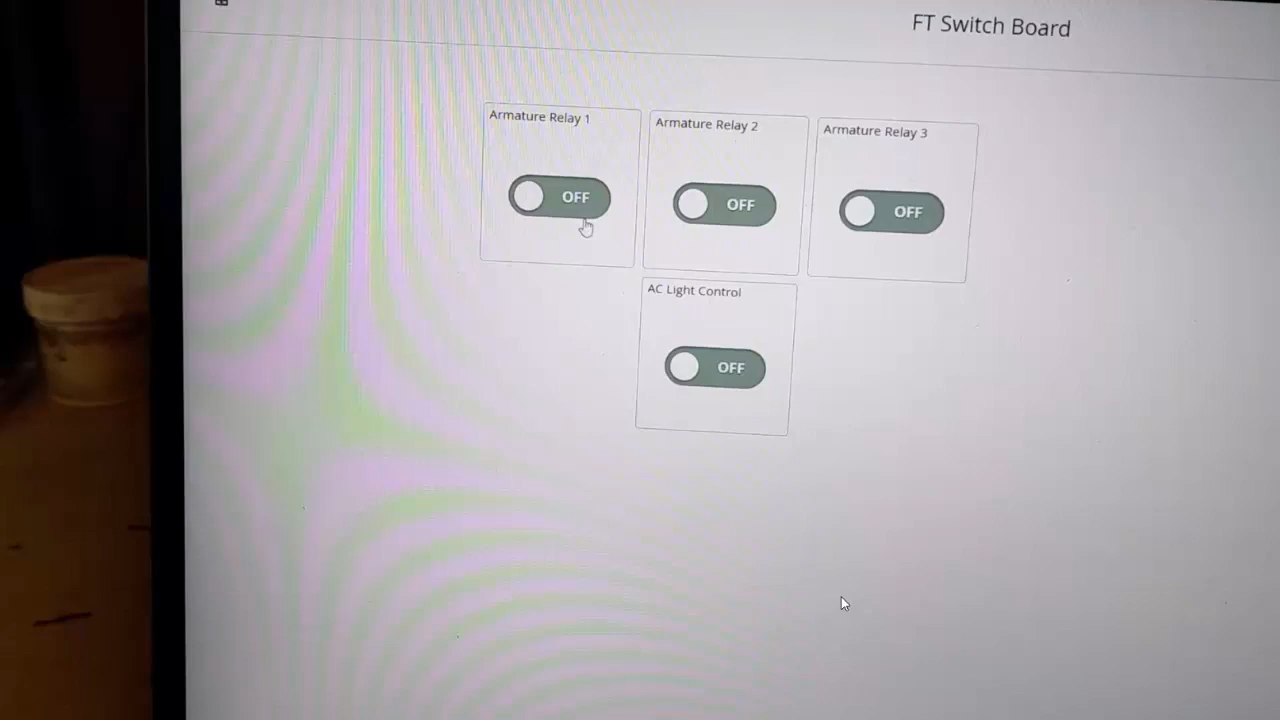 FT Switch Board
Armature Relay 1
Armature Relay 2
Armature Relay 3
OFF
OFF
OFF
AC Light Control
OFF